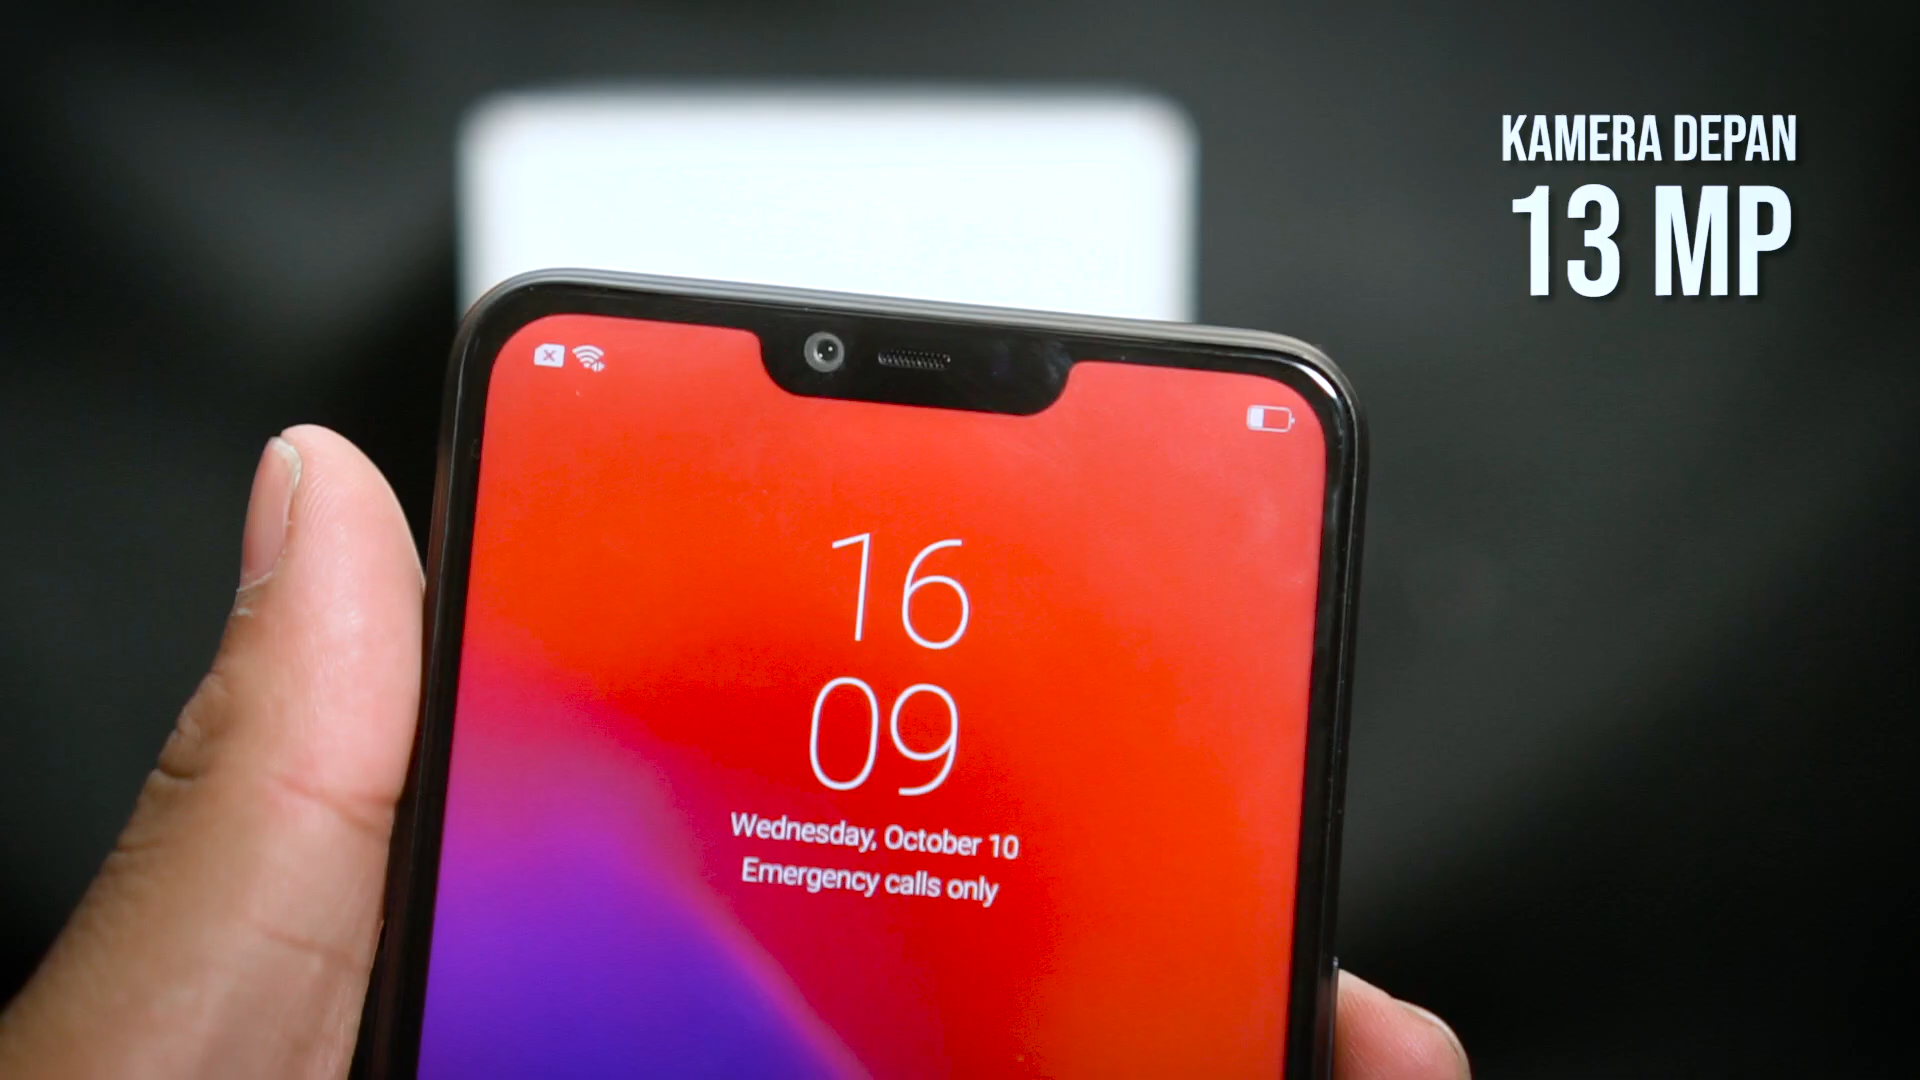 KAMERA DEPAN
13 MP
16
09
Wednesday, October 10
Emergency calls only